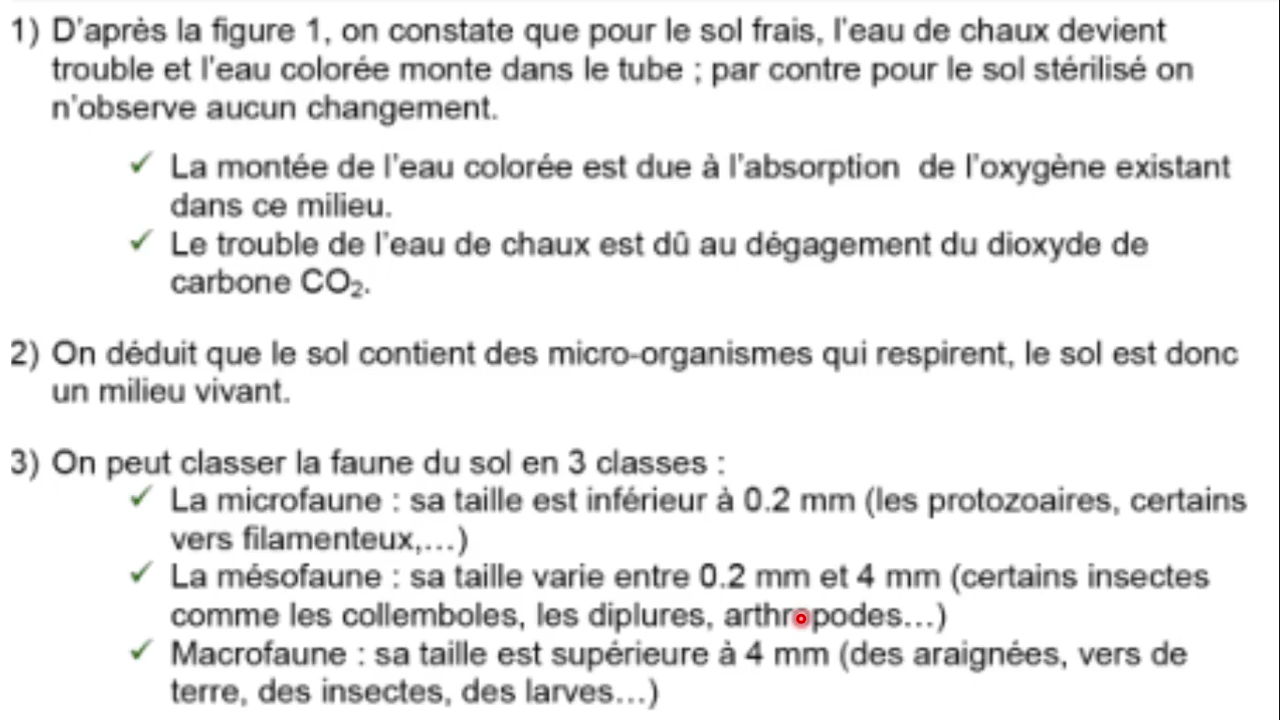 1) D'après la figure 1, on constate que pour le sol frais, l'eau de chaux devient
trouble et l'eau colorée monte dans le tube ; par contre pour le sol stérilisé on
n'observe aucun changement.
✓ La montée de l'eau colorée est due à l'absorption de l'oxygène existant
dans ce milieu.
✓ Le trouble de l'eau de chaux est dû au dégagement du dioxyde de
carbone CO₂.
2) On déduit que le sol contient des micro-organismes qui respirent, le sol est donc
un milieu vivant.
3) On peut classer la faune du sol en 3 classes :
✓ La microfaune : sa taille est inférieur à 0.2 mm (les protozoaires, certains
vers filamenteux,...)
✓ La mésofaune : sa taille varie entre 0.2 mm et 4 mm (certains insectes
comme les collemboles, les diplures, arthropodes...)
✓ Macrofaune : sa taille est supérieure à 4 mm (des araignées, vers de
terre, des insectes, des larves...)